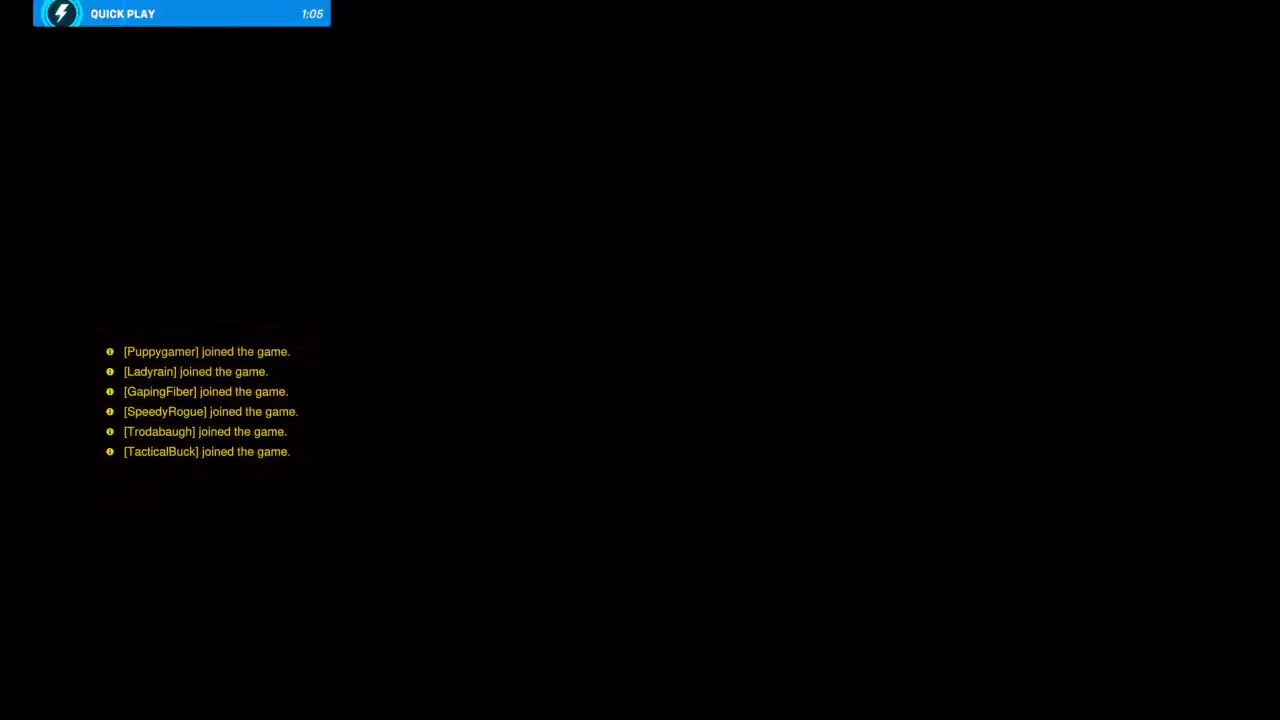 QUICK PLAY 1:05
[Puppygamer] joined the game.
[Ladyrain] joined the game.
[GapingFiber] joined the game.
[SpeedyRogue] joined the game.
[Trodabaugh] joined the game.
[TacticalBuck] joined the game.